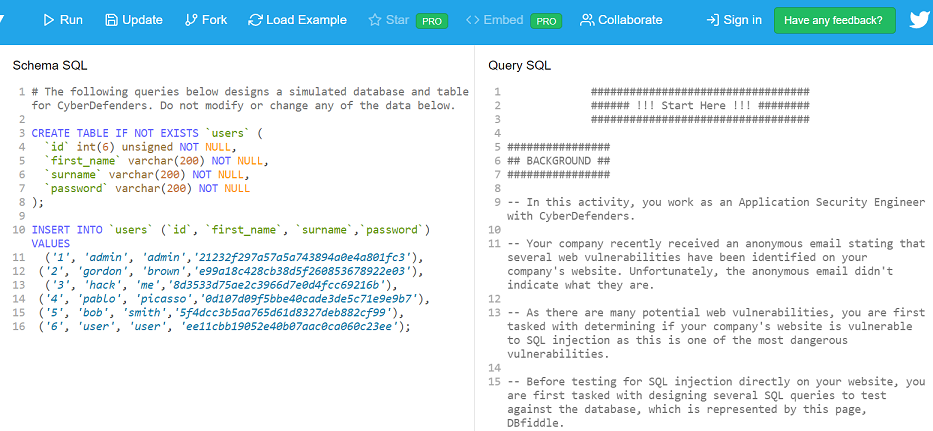 Run Update Fork Load Example Star PRO Embed PRO Collaborate Sign in Have any feedback?
Schema SQL
1 # The following queries below designs a simulated database and table
for CyberDefenders. Do not modify or change any of the data below.
2
3 CREATE TABLE IF NOT EXISTS `users` (
4 `id` int(6) unsigned NOT NULL,
5 `first_name` varchar(200) NOT NULL,
6 `surname` varchar(200) NOT NULL,
7 `password` varchar(200) NOT NULL
8 );
9
10 INSERT INTO `users` (`id`, `first_name`, `surname`,`password`)
VALUES
11 ('1', 'admin', 'admin','21232f297a57a5a743894a0e4a801fc3'),
12 ('2', 'gordon', 'brown','e99a18c428cb38d5f260853678922e03'),
13 ('3', 'hack', 'me','8d3533d75ae2c3966d7e0d4fcc69216b'),
14 ('4', 'pablo', 'picasso','0d107d09f5bbe40cade3de5c71e9e9b7'),
15 ('5', 'bob', 'smith','5f4dcc3b5aa765d61d8327deb882cf99'),
16 ('6', 'user', 'user', 'ee11cbb19052e40b07aac0ca060c23ee');
Query SQL
1 ##################################
2 ###### !!! Start Here !!! ########
3 ##################################
4
5 ################
6 ## BACKGROUND ##
7 ################
8
9 -- In this activity, you work as an Application Security Engineer
with CyberDefenders.
10
11 -- Your company recently received an anonymous email stating that
several web vulnerabilities have been identified on your
company's website. Unfortunately, the anonymous email didn't
indicate what they are.
12
13 -- As there are many potential web vulnerabilities, you are first
tasked with determining if your company's website is vulnerable
to SQL injection as this is one of the most dangerous
vulnerabilities.
14
15 -- Before testing for SQL injection directly on your website, you
are first tasked with designing several SQL queries to test
against the database, which is represented by this page,
DBfiddle.